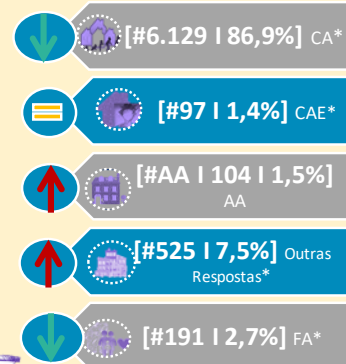 [#6.129 I 86,9%] CA*
[#97 I 1,4%] CAE*
[#AA I 104 I 1,5%]
AA
[#525 I 7,5%] Outras
Respostas*
[#191 I 2,7%] FA*